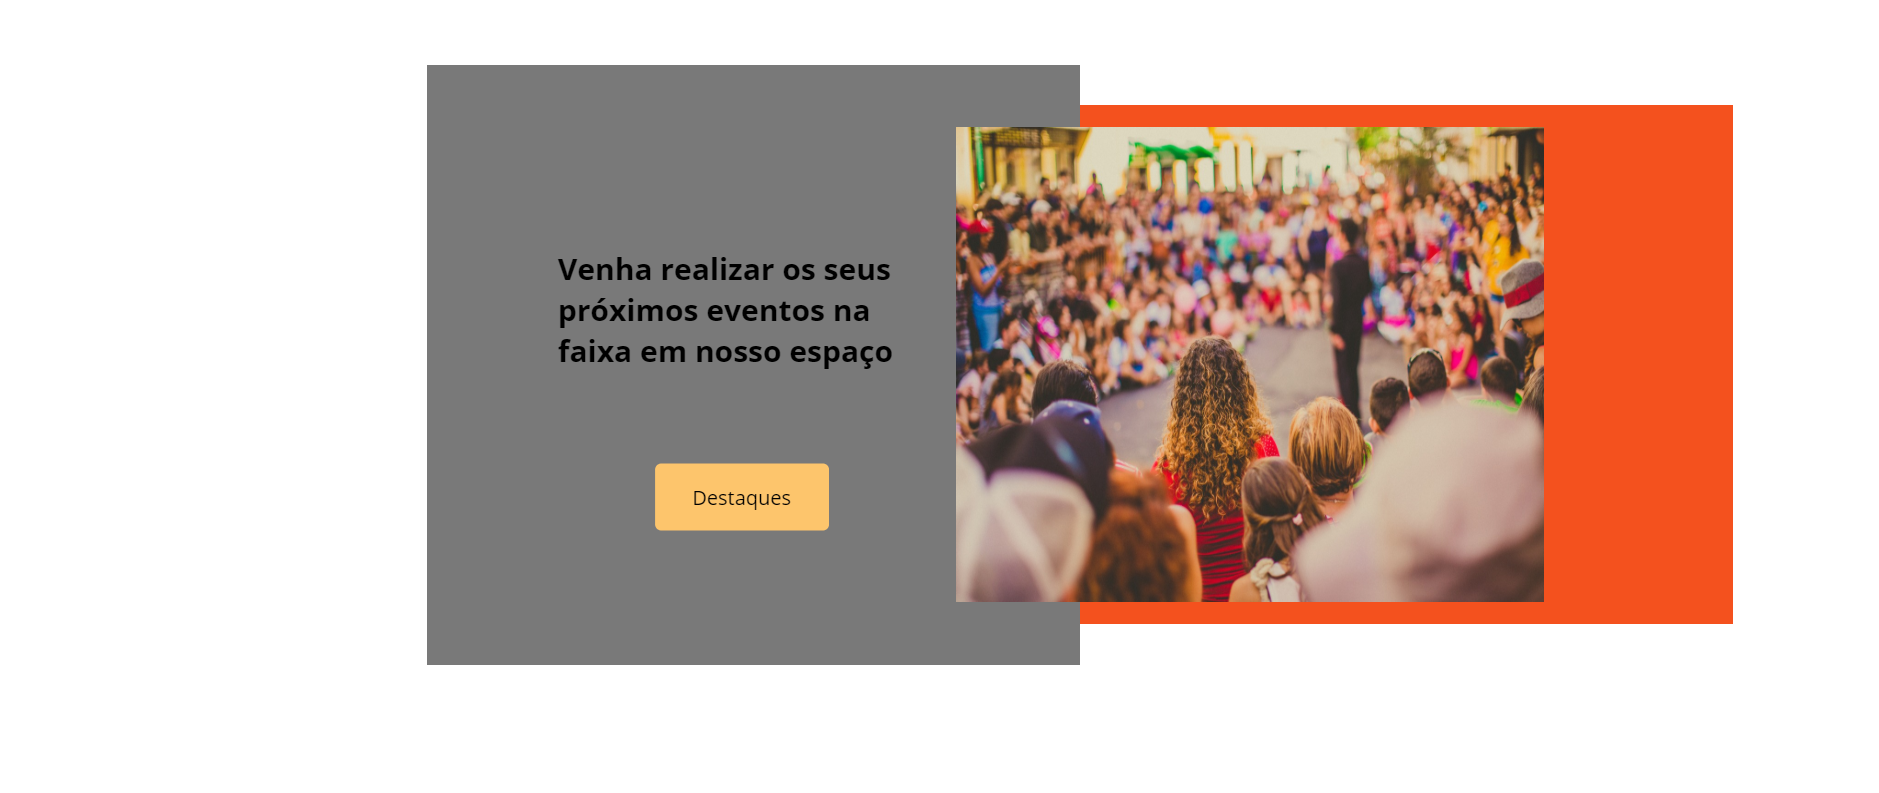 Venha realizar os seus
próximos eventos na
faixa em nosso espaço
Destaques